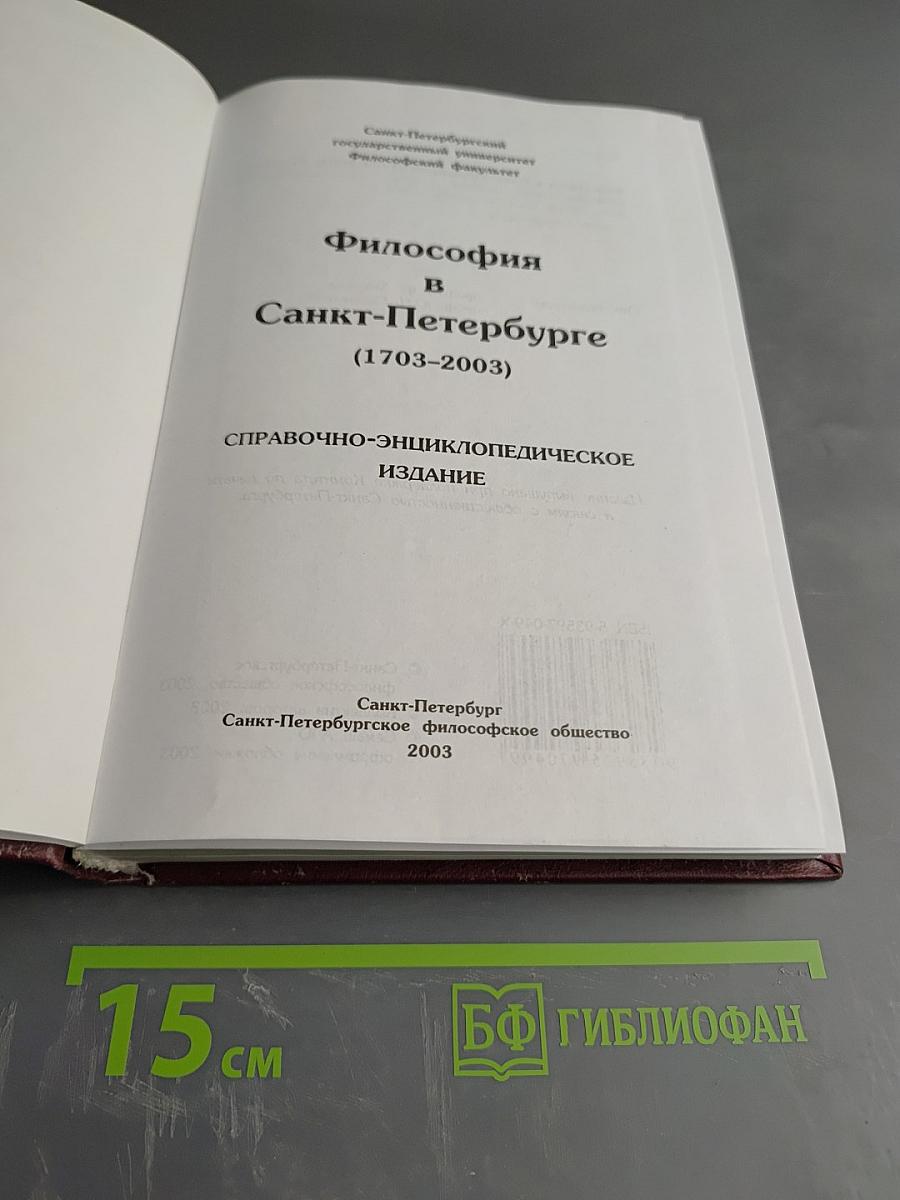 Санкт-Петербургский
государственный университет
Философский факультет
Философия
в
Санкт-Петербурге
(1703–2003)
СПРАВОЧНО-ЭНЦИКЛОПЕДИЧЕСКОЕ
ИЗДАНИЕ
Санкт-Петербург
Санкт-Петербургское философское общество
2003
15 см
БФ ГИБЛИОФАН